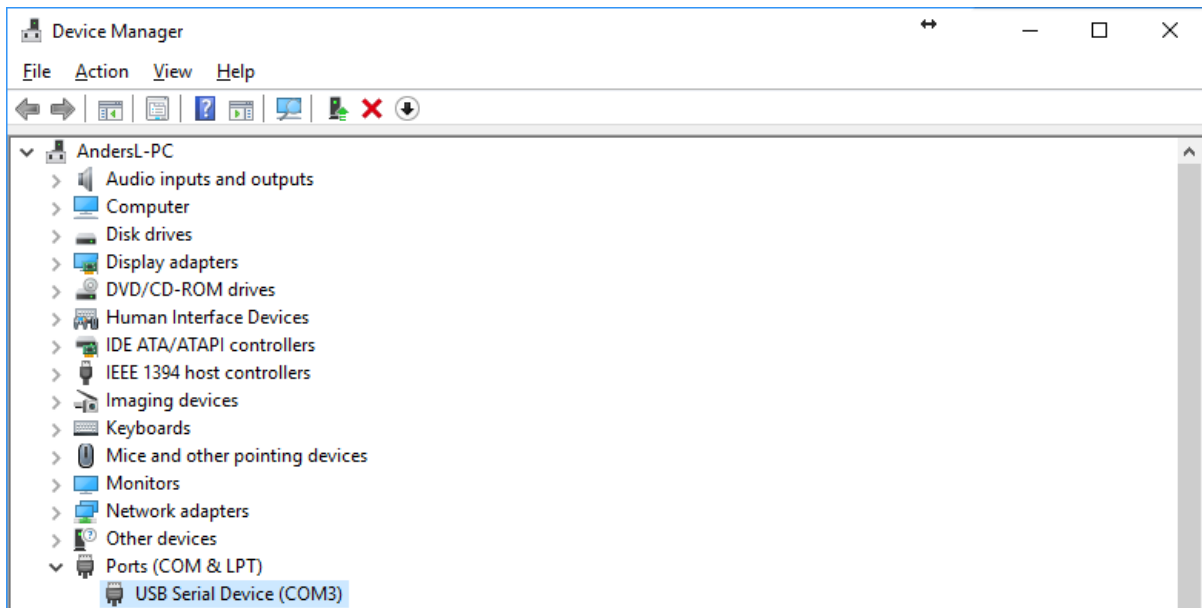 Device Manager
File Action View Help
AndersL-PC
Audio inputs and outputs
Computer
Disk drives
Display adapters
DVD/CD-ROM drives
Human Interface Devices
IDE ATA/ATAPI controllers
IEEE 1394 host controllers
Imaging devices
Keyboards
Mice and other pointing devices
Monitors
Network adapters
Other devices
Ports (COM & LPT)
USB Serial Device (COM3)